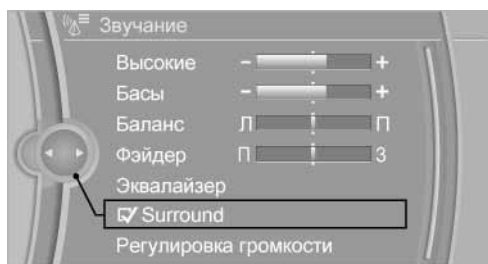 Звучание
Высокие - +
Басы - +
Баланс Л П
Фэйдер П З
Эквалайзер
Surround
Регулировка громкости